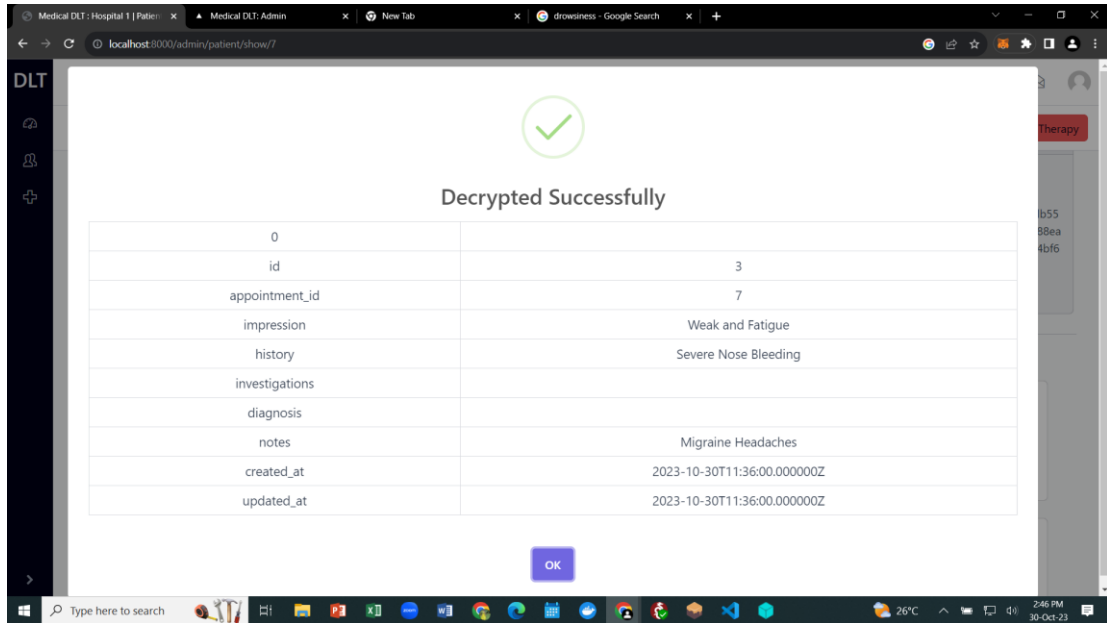 Medical DLT : Hospital 1 | Patien
Medical DLT: Admin
New Tab
drowsiness - Google Search
localhost:8000/admin/patient/show/7
DLT
Therapy
Decrypted Successfully
0
id 3
appointment_id 7
impression Weak and Fatigue
history Severe Nose Bleeding
investigations
diagnosis
notes Migraine Headaches
created_at 2023-10-30T11:36:00.000000Z
updated_at 2023-10-30T11:36:00.000000Z
lb55
88ea
4bf6
OK
Type here to search
26°C
2:46 PM
30-Oct-23